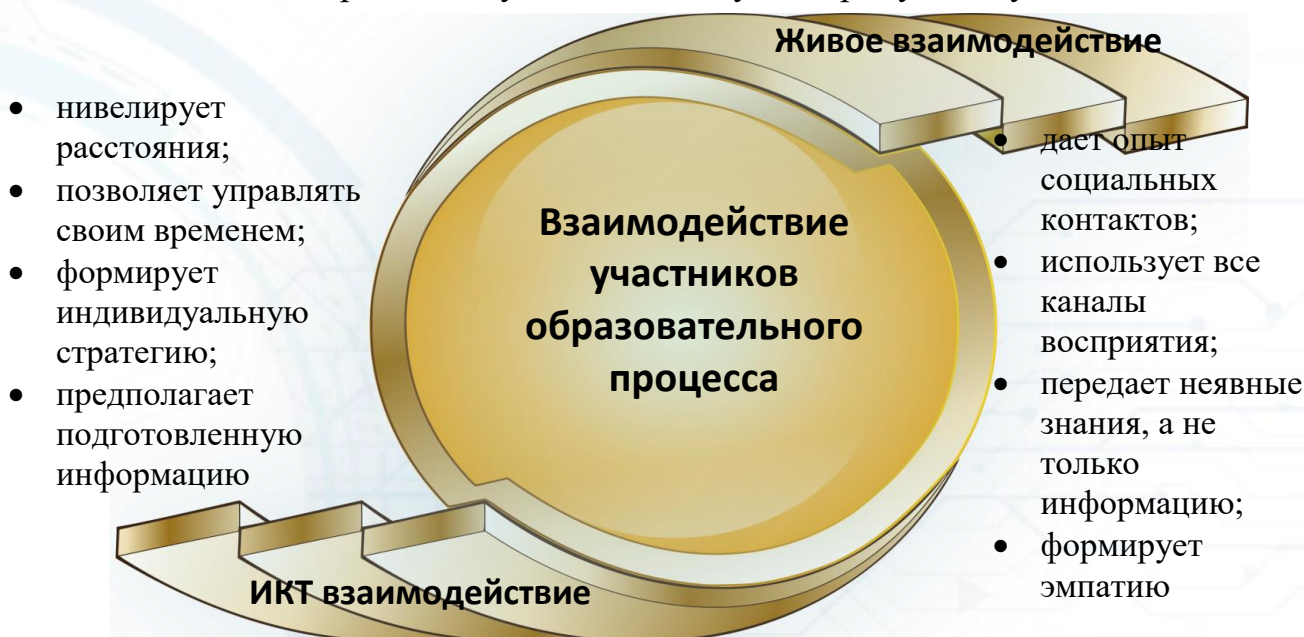 Живое взаимодействие
• нивелирует
расстояния;
• позволяет управлять
своим временем;
• формирует
индивидуальную
стратегию;
• предполагает
подготовленную
информацию
Взаимодействие
участников
образовательного
процесса
• дает опыт
социальных
контактов;
• использует все
каналы
восприятия;
• передает неявные
знания, а не
только
информацию;
• формирует
эмпатию
ИКТ взаимодействие